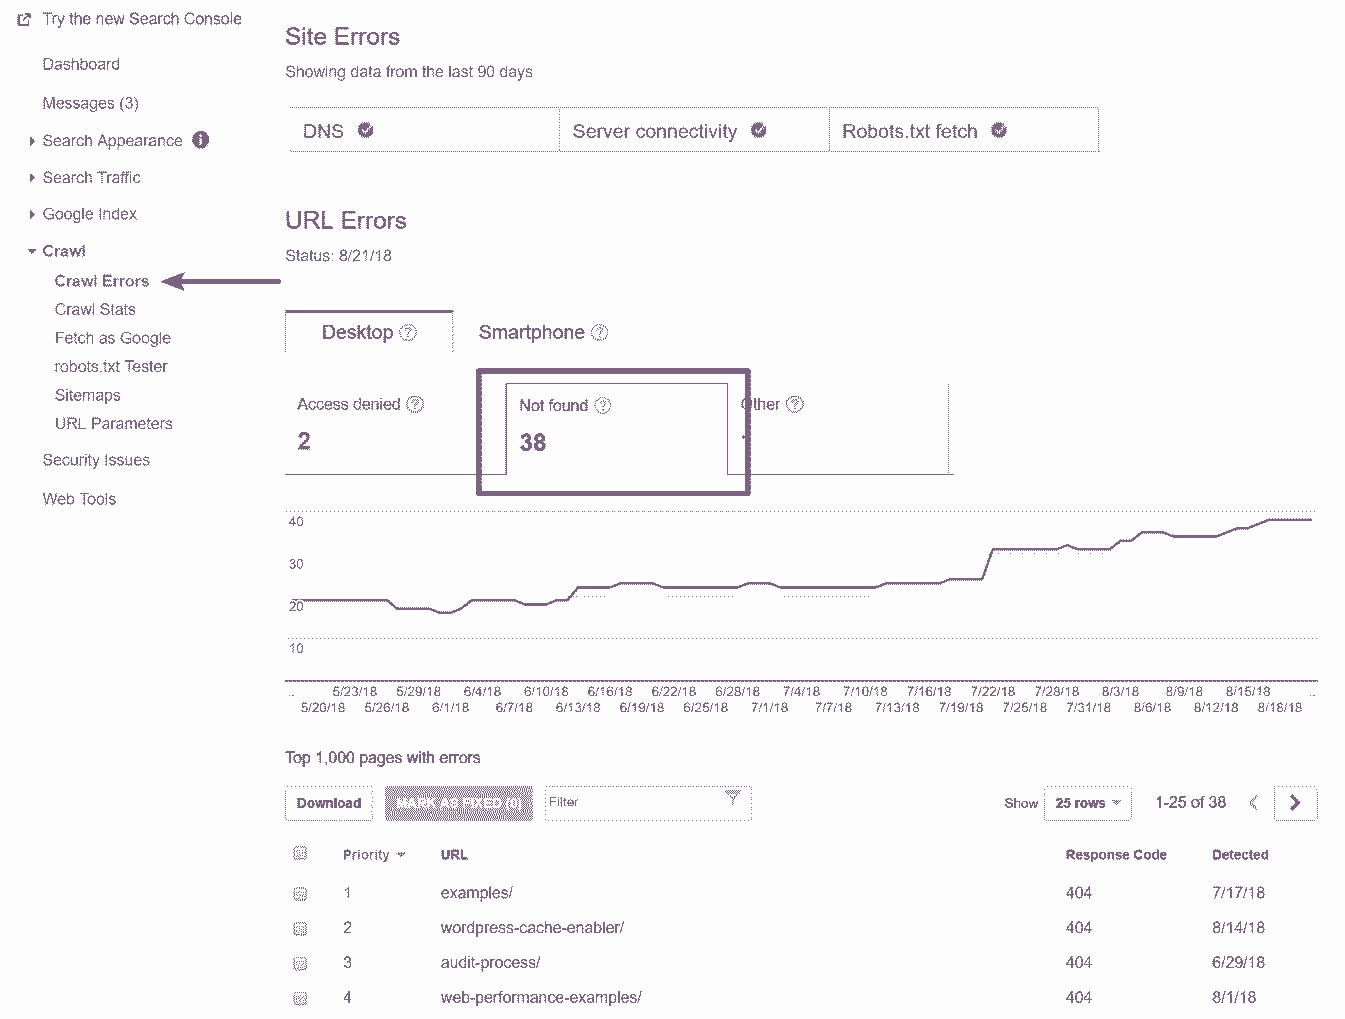 Try the new Search Console
Dashboard
Messages (3)
Search Appearance
Search Traffic
Google Index
Crawl
Crawl Errors
Crawl Stats
Fetch as Google
robots.txt Tester
Sitemaps
URL Parameters
Security Issues
Web Tools
Site Errors
Showing data from the last 90 days
DNS Server connectivity Robots.txt fetch
URL Errors
Status: 8/21/18
Desktop ? Smartphone ?
Access denied ? Not found ? Other ?
2 38
40
30
20
10
.. 5/23/18 5/29/18 6/4/18 6/10/18 6/16/18 6/22/18 6/28/18 7/4/18 7/10/18 7/16/18 7/22/18 7/28/18 8/3/18 8/9/18 8/15/18 ..
5/20/18 5/26/18 6/1/18 6/7/18 6/13/18 6/19/18 6/25/18 7/1/18 7/7/18 7/13/18 7/19/18 7/25/18 7/31/18 8/6/18 8/12/18 8/18/18
Top 1,000 pages with errors
Download MARK AS FIXED (0) Filter Show 25 rows 1-25 of 38
Priority URL Response Code Detected
1 examples/ 404 7/17/18
2 wordpress-cache-enabler/ 404 8/14/18
3 audit-process/ 404 6/29/18
4 web-performance-examples/ 404 8/1/18